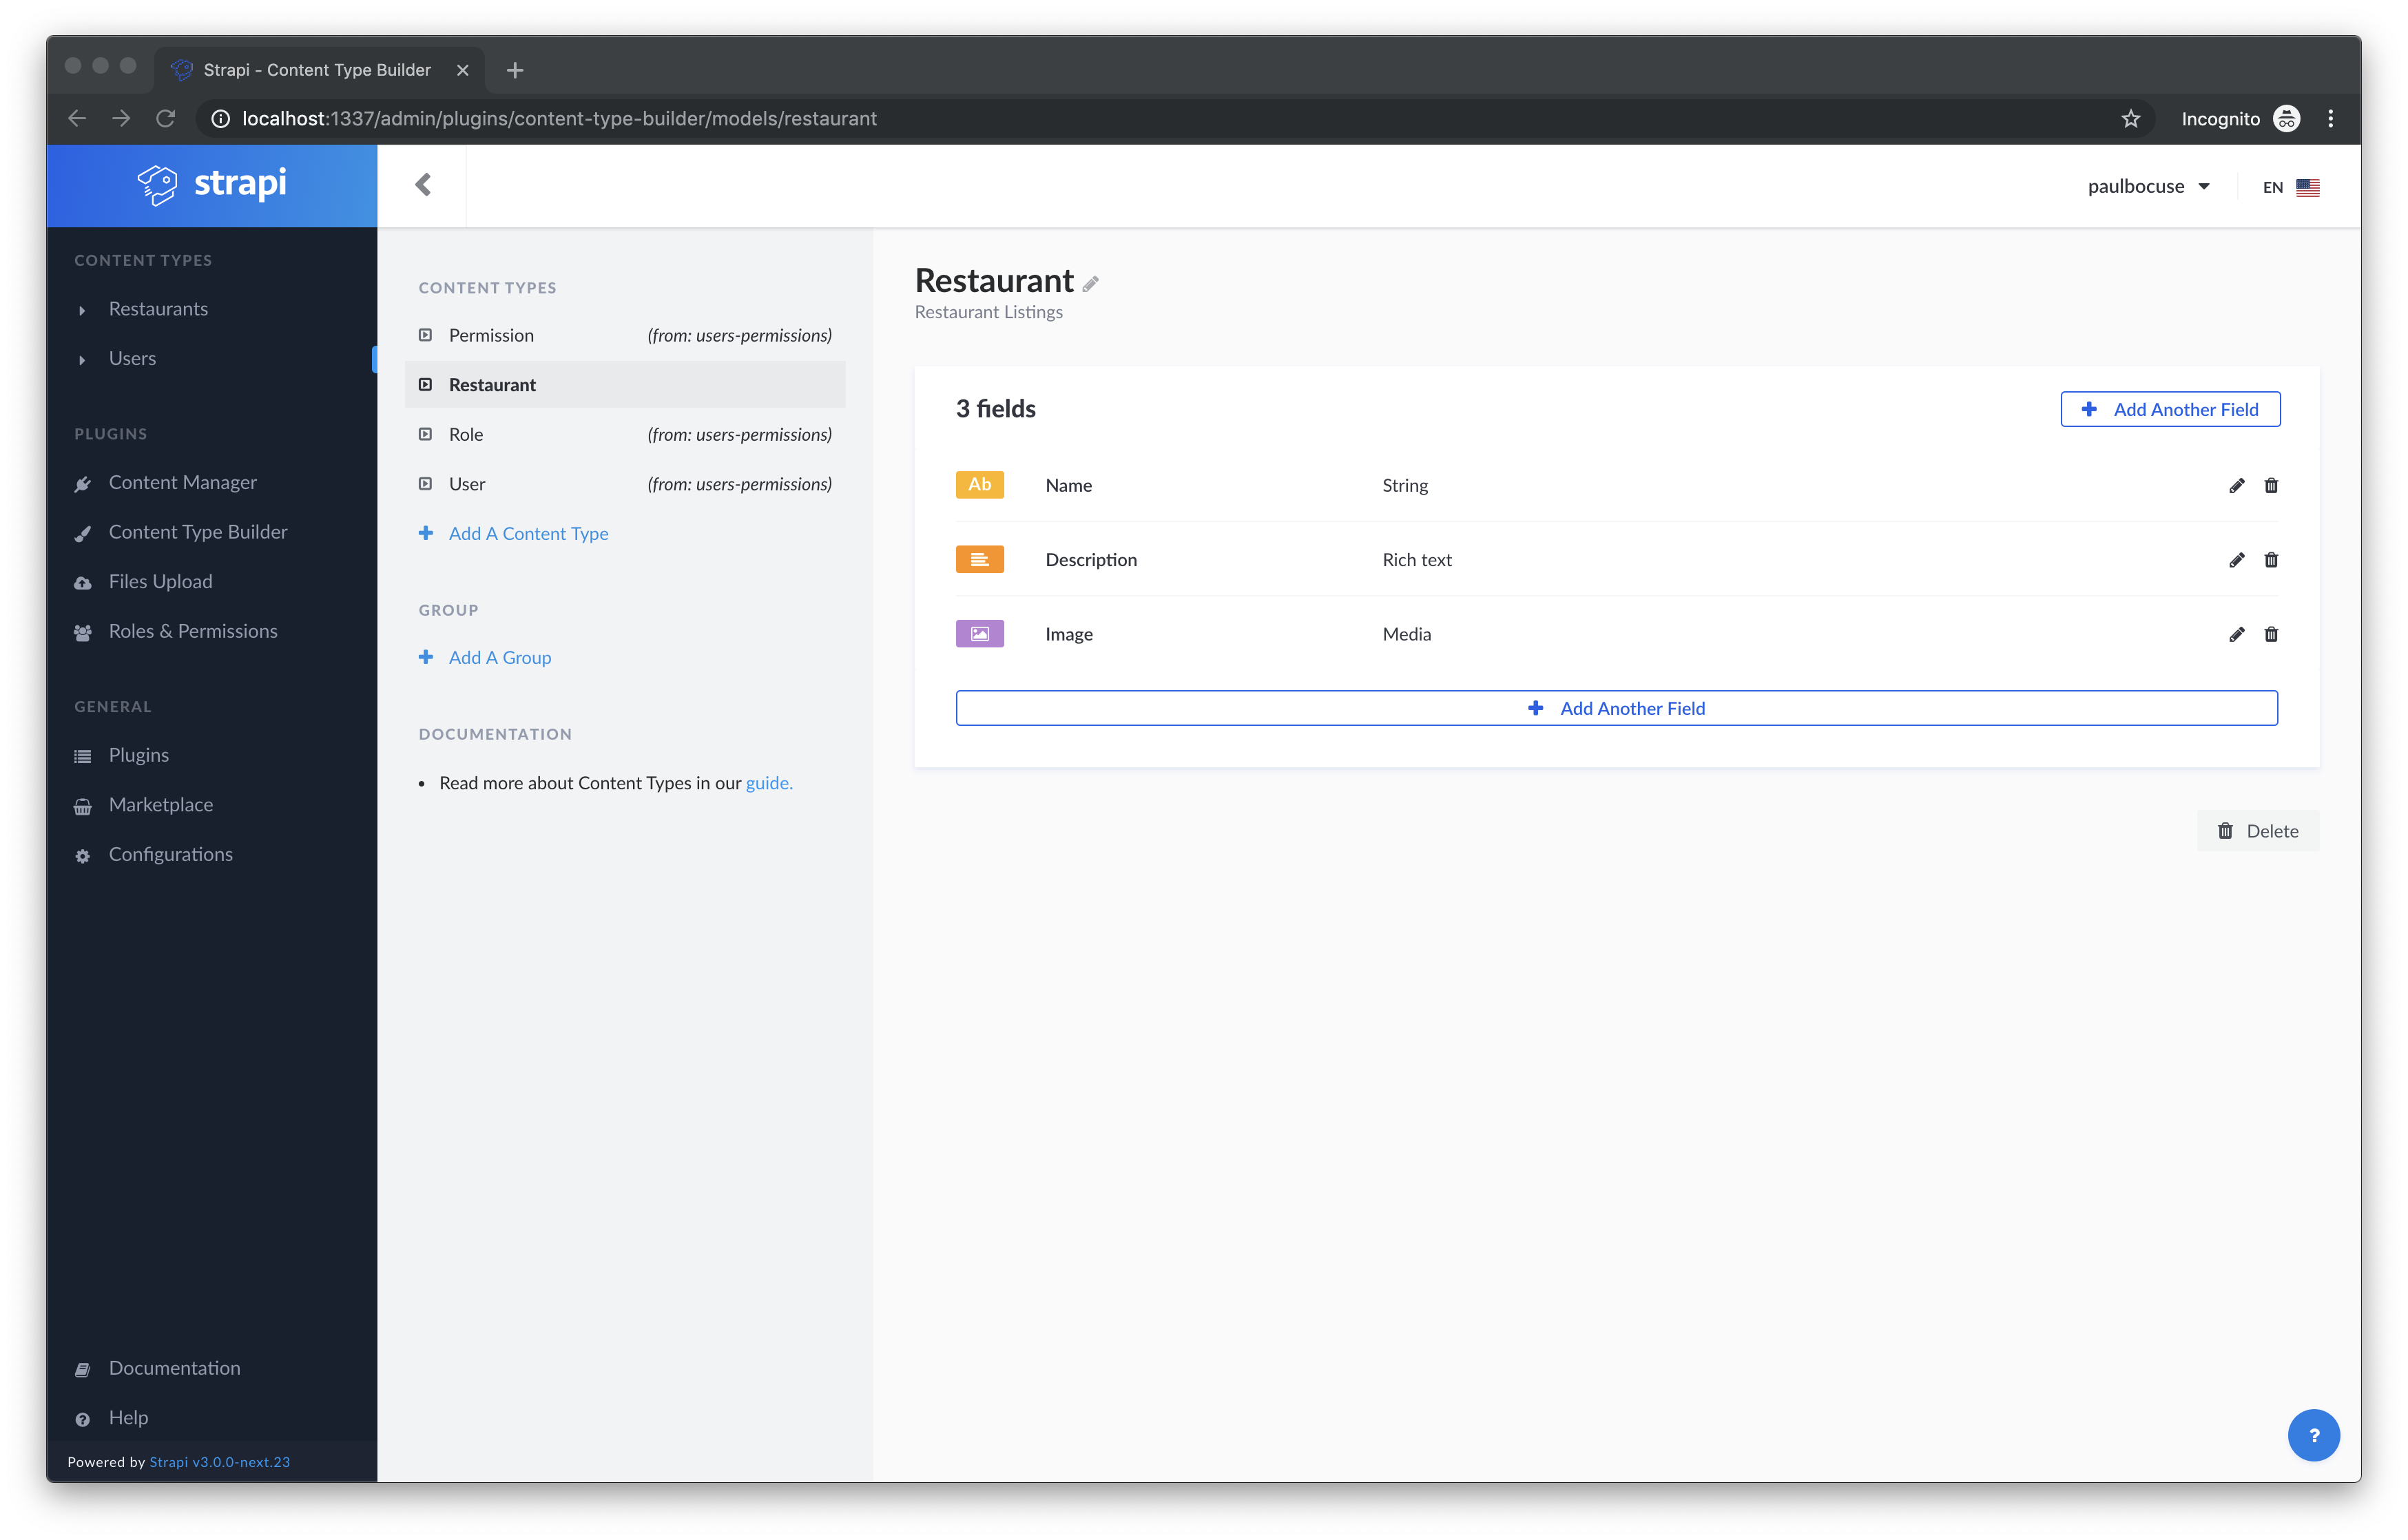 Strapi - Content Type Builder
localhost:1337/admin/plugins/content-type-builder/models/restaurant
Incognito
strapi
paulbocuse
EN
CONTENT TYPES
Restaurants
Users
PLUGINS
Content Manager
Content Type Builder
Files Upload
Roles & Permissions
GENERAL
Plugins
Marketplace
Configurations
Documentation
Help
Powered by Strapi v3.0.0-next.23
CONTENT TYPES
Permission (from: users-permissions)
Restaurant
Role (from: users-permissions)
User (from: users-permissions)
Add A Content Type
GROUP
Add A Group
DOCUMENTATION
Read more about Content Types in our guide.
Restaurant
Restaurant Listings
3 fields
Add Another Field
Ab Name String
Description Rich text
Image Media
Add Another Field
Delete
?